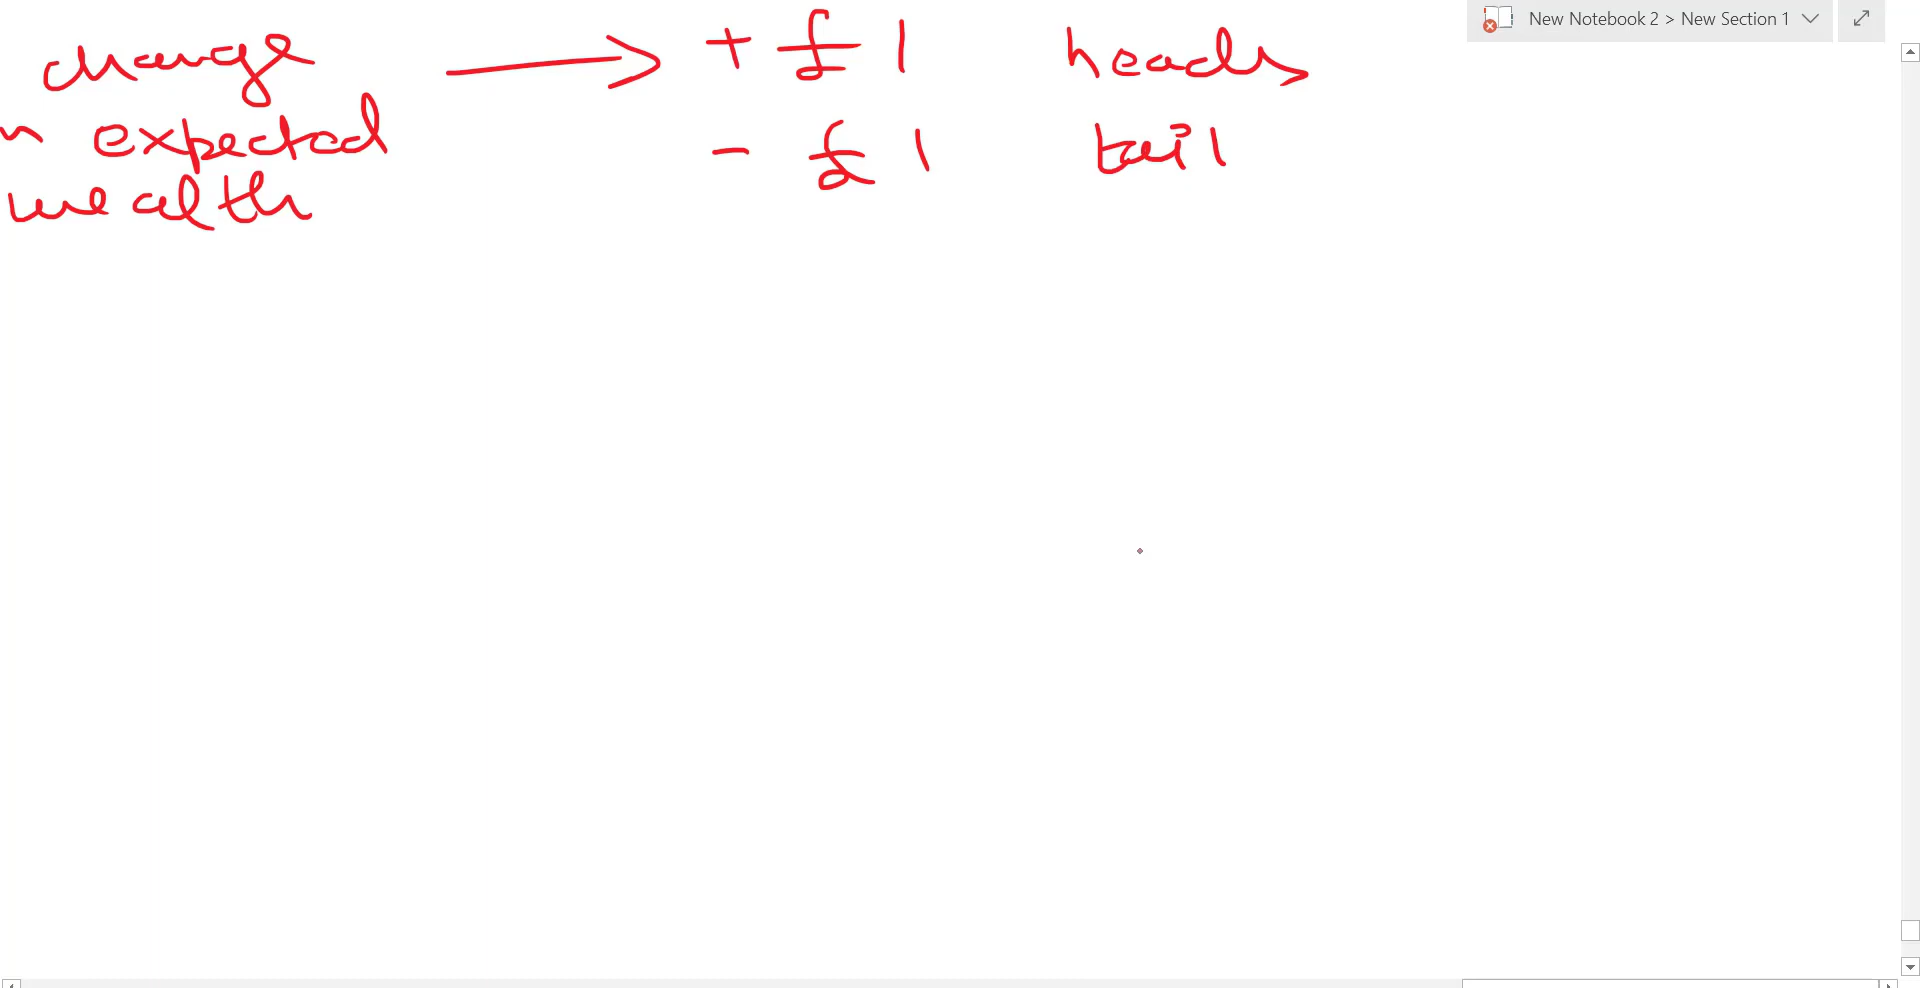 New Notebook 2 > New Section 1
change → + £ 1 heads
n expected - £ 1 tail
wealth